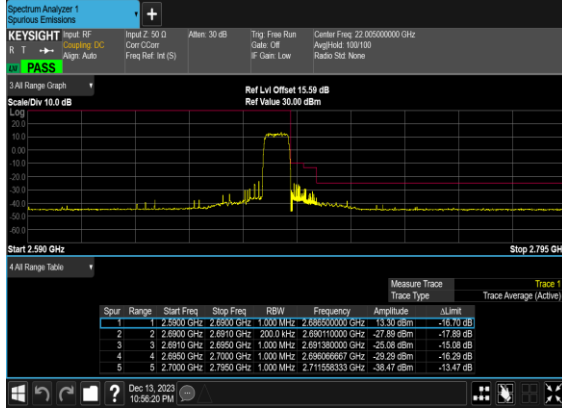 Spectrum Analyzer 1
Spurious Emissions
+
KEYSIGHT Input: RF Input Z: 50 Ω Atten: 30 dB Trig: Free Run Center Freq: 22.005000000 GHz
R T Coupling: DC Corr CCorr Gate: Off Avg|Hold: 100/100
Align: Auto Freq Ref: Int (S) IF Gain: Low Radio Std: None
PASS
3 All Range Graph
Ref Lvl Offset 15.59 dB
Scale/Div 10.0 dB Ref Value 30.00 dBm
Log
20.0
10.0
0.00
-10.0
-20.0
-30.0
-40.0
-50.0
-60.0
Start 2.590 GHz Stop 2.795 GH
4 All Range Table
Measure Trace Trace 1
Trace Type Trace Average (Active)
Spur Range Start Freq Stop Freq RBW Frequency Amplitude ΔLimit
1 1 2.5900 GHz 2.6900 GHz 1.000 MHz 2.686500000 GHz 13.30 dBm -16.70 dB
2 2 2.6900 GHz 2.6910 GHz 200.0 kHz 2.690110000 GHz -27.89 dBm -17.89 dB
3 3 2.6910 GHz 2.6950 GHz 1.000 MHz 2.691380000 GHz -25.08 dBm -15.08 dB
4 4 2.6950 GHz 2.7000 GHz 1.000 MHz 2.696066667 GHz -29.29 dBm -16.29 dB
5 5 2.7000 GHz 2.7950 GHz 1.000 MHz 2.711558333 GHz -38.47 dBm -13.47 dB
?
Dec 13, 2023
10:56:20 PM